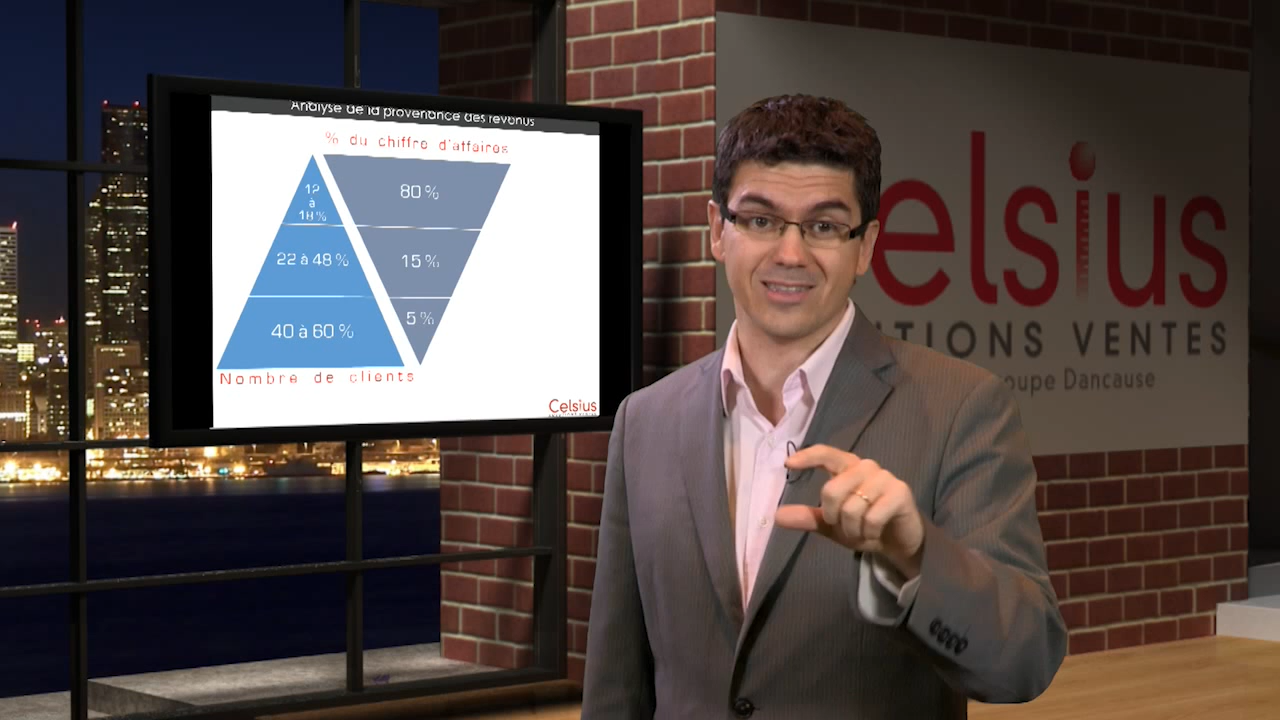 Analyse de la provenance des revenus
% du chiffre d'affaires
12
à
18 %
80 %
22 à 48 %
15 %
40 à 60 %
5 %
Nombre de clients
Celsius
elsius
TIONS VENTES
oupe Dancause